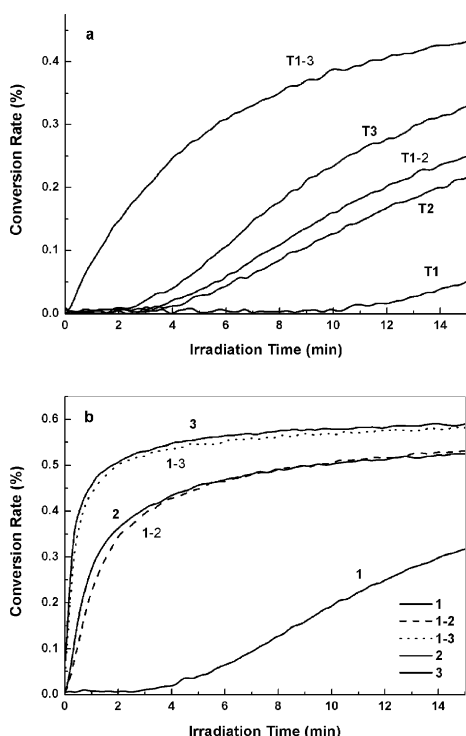 a
T1-3
T3
T1-2
T2
T1
0.4
0.3
0.2
0.1
0.0
Conversion Rate (%)
0 2 4 6 8 10 12 14
Irradiation Time (min)
b
3
1-3
2
1-2
1
0.6
0.5
0.4
0.3
0.2
0.1
0.0
Conversion Rate (%)
1
1-2
1-3
2
3
0 2 4 6 8 10 12 14
Irradiation Time (min)